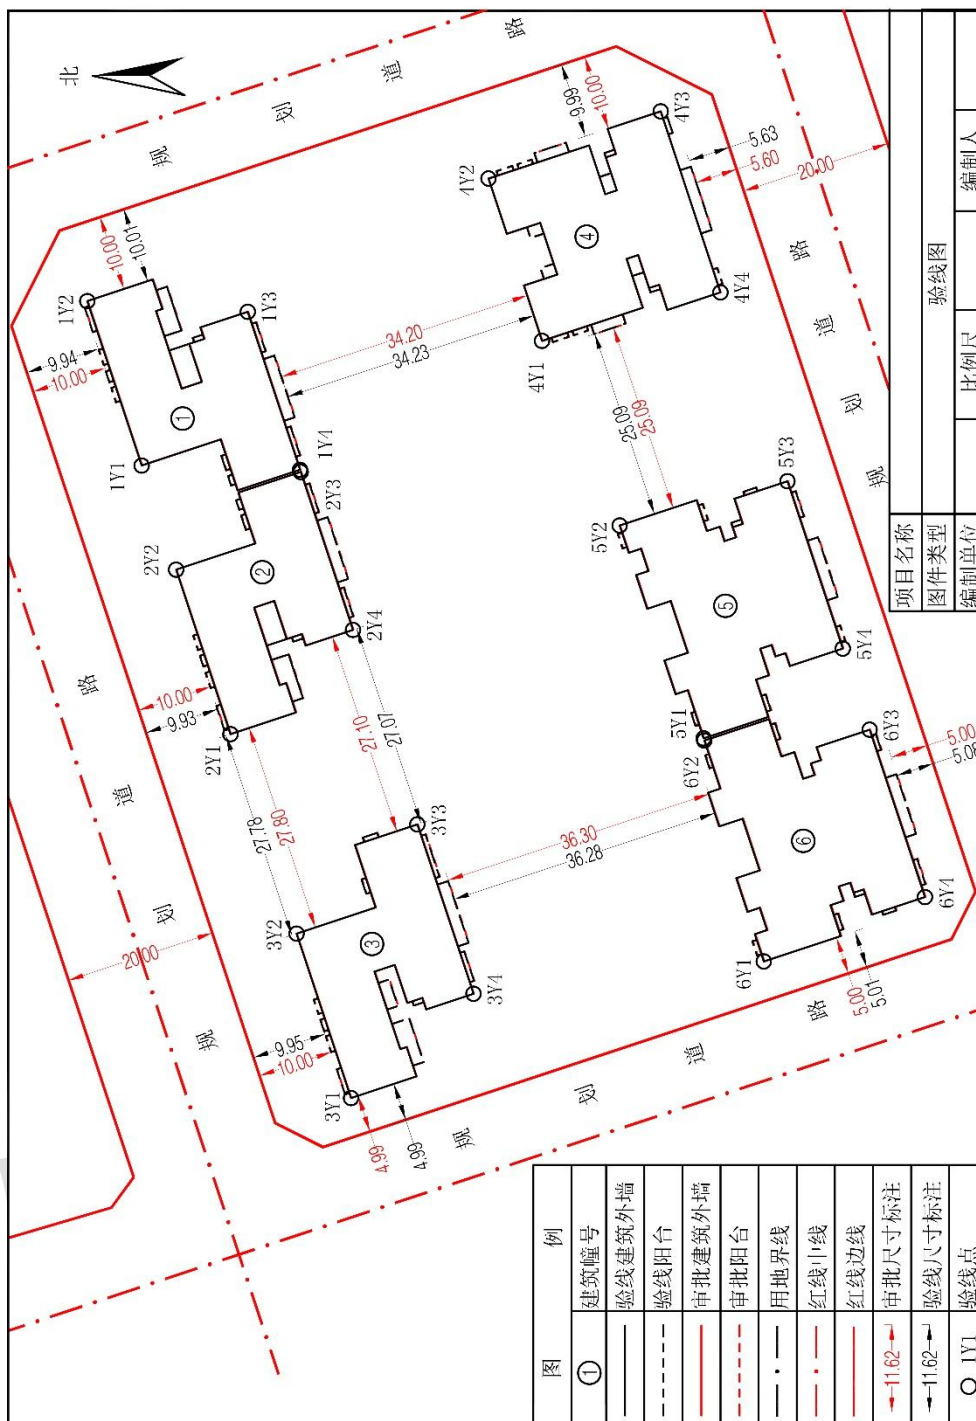 北
规 划 道 路
10.00
10.01
9.94
10.00
1Y2
1Y1
1Y3
1Y4
①
9.99
10.00
4Y2
4Y3
4Y1
4Y4
④
5.63
5.60
20.00
34.20
34.23
25.09
25.09
规 划 道 路
2Y2
2Y3
2Y1
2Y4
②
10.00
9.93
27.10
27.07
27.78
27.80
5Y2
5Y3
5Y1
5Y4
⑤
规 划 道 路
20.00
3Y2
3Y3
3Y1
3Y4
③
9.95
10.00
4.99
4.99
36.30
36.28
6Y2
6Y3
6Y1
6Y4
⑥
5.00
5.00
5.01
规 划 道 路
图 例
① 建筑幢号
验线建筑外墙
验线阳台
审批建筑外墙
审批阳台
用地界线
红线中线
红线边线
11.62 审批尺寸标注
11.62 验线尺寸标注
1Y1 验线点
项目名称
图件类型 验线图
编制单位 比例尺 编制人